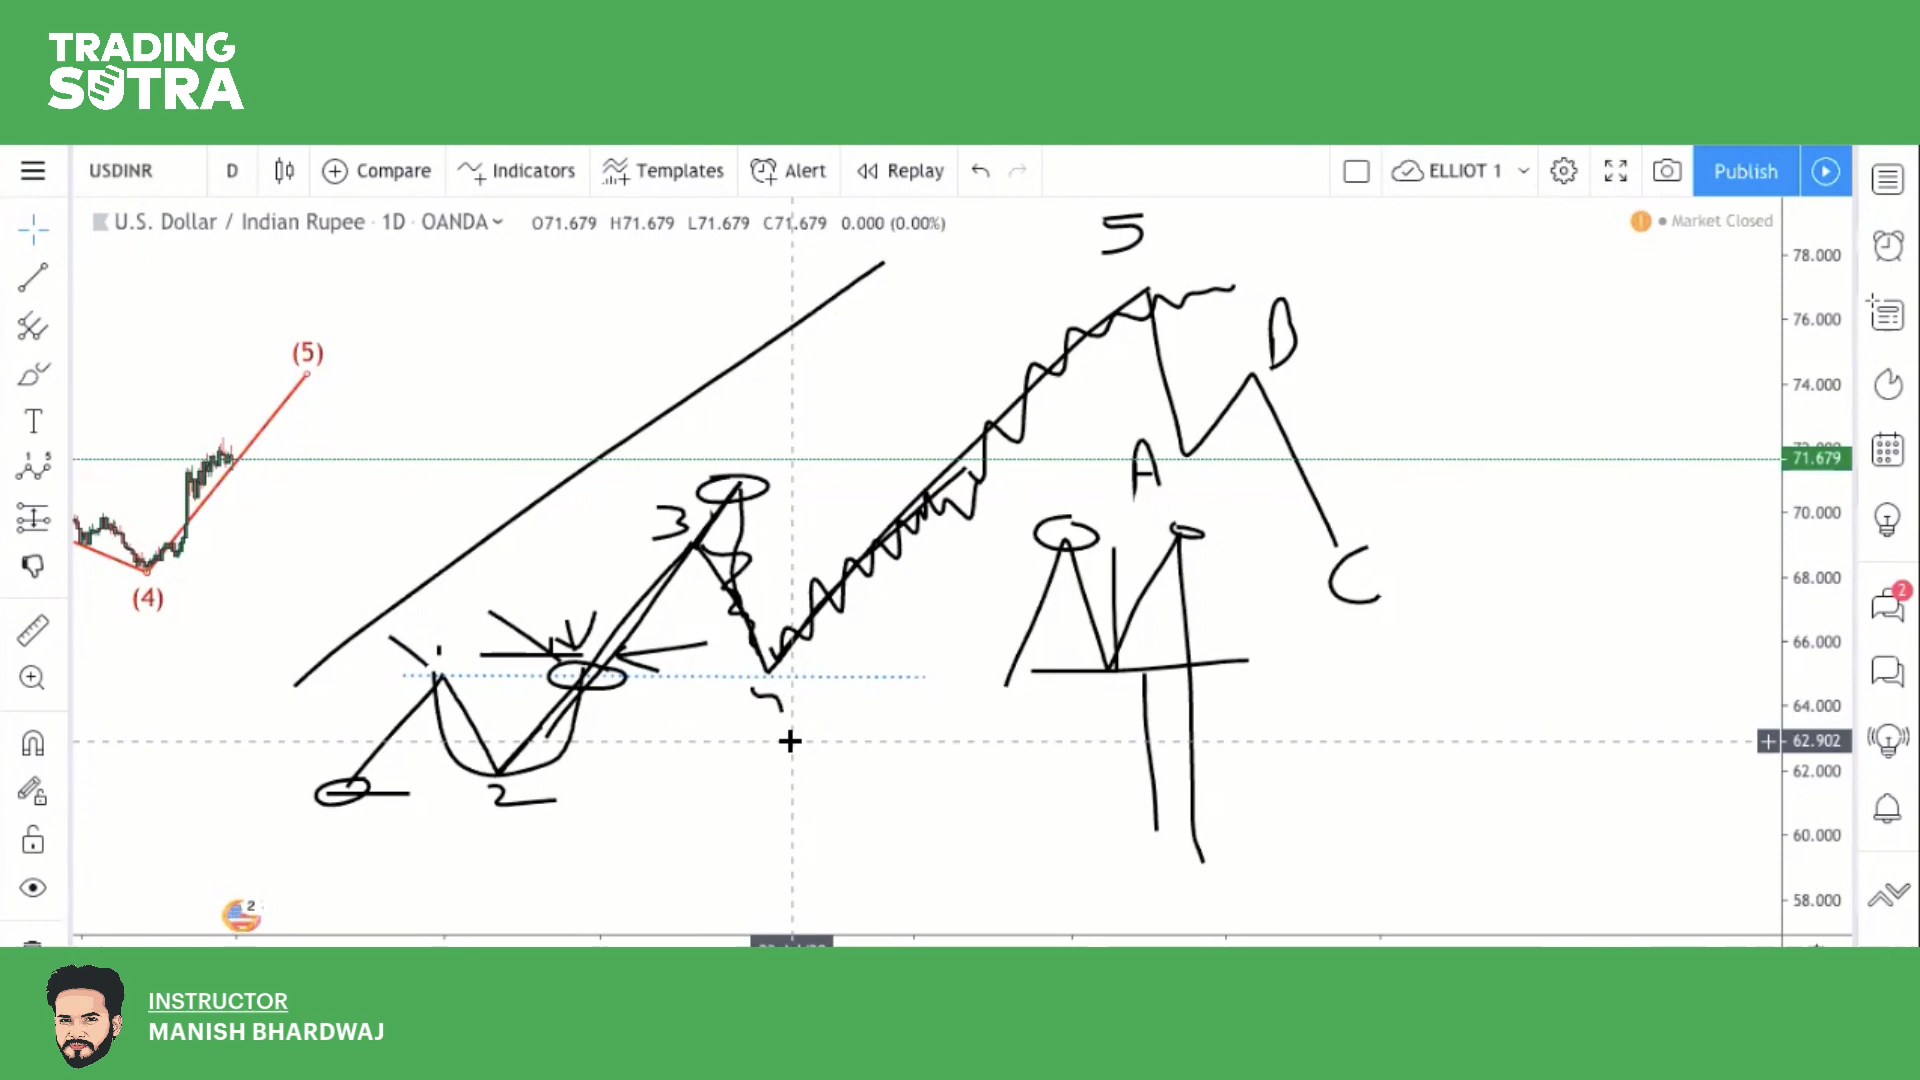 TRADING
SUTRA
USDINR D Compare Indicators Templates Alert Replay ELLIOT 1 Publish
U.S. Dollar / Indian Rupee · 1D · OANDA O71.679 H71.679 L71.679 C71.679 0.000 (0.00%)
Market Closed
5
78.000
76.000
(5)
B
74.000
71.679
A
3
70.000
C
68.000
(4)
2
66.000
1
64.000
62.902
62.000
2
60.000
58.000
2
INSTRUCTOR
MANISH BHARDWAJ